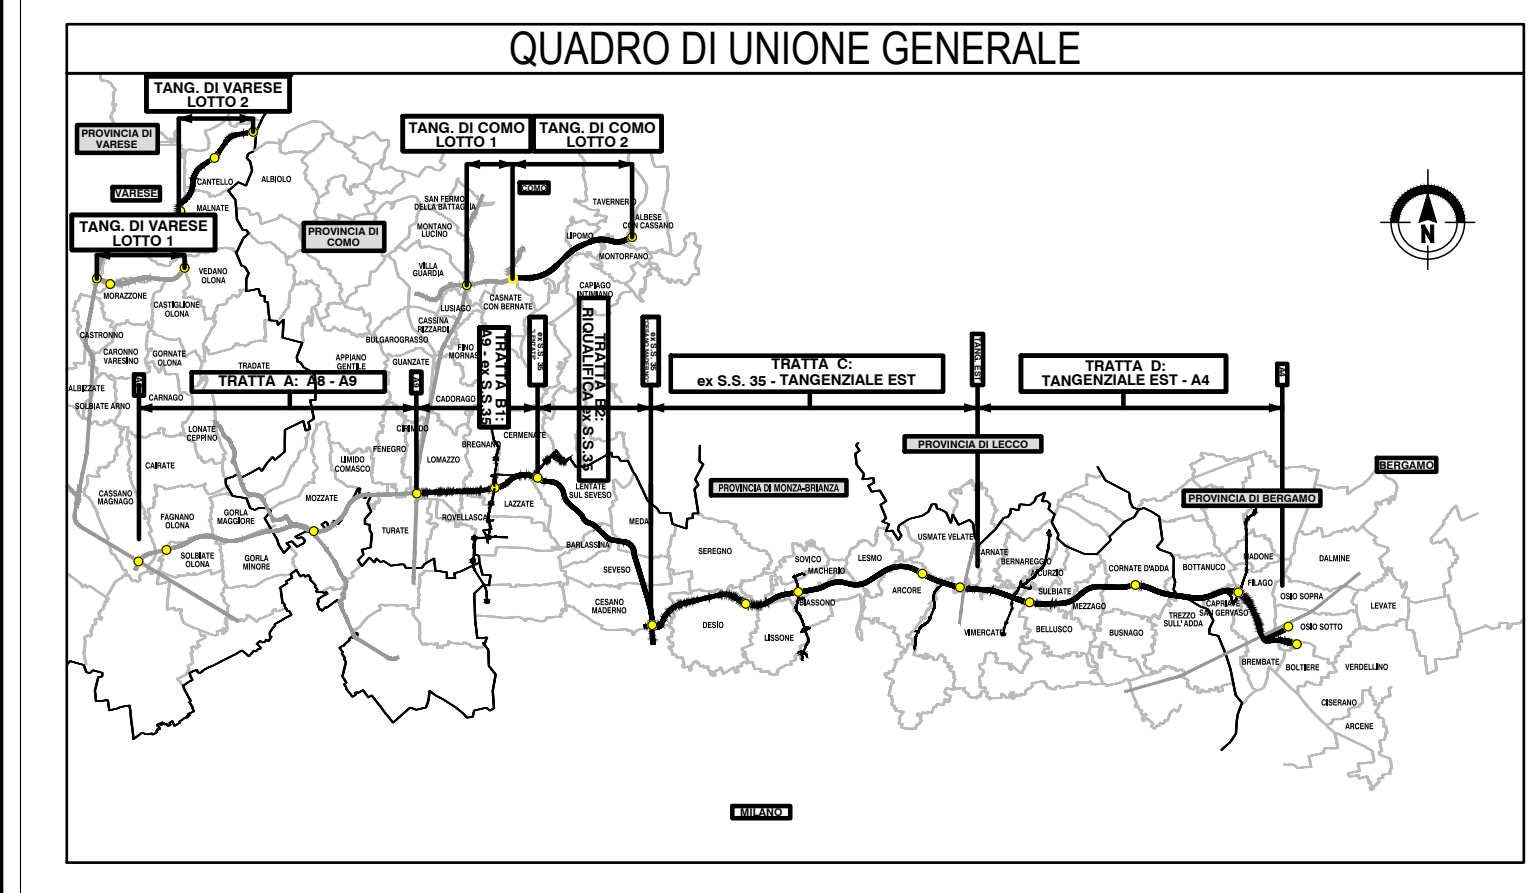 QUADRO DI UNIONE GENERALE
TANG. DI VARESE
LOTTO 2
PROVINCIA DI
VARESE
VARESE
CANTELLO
ALBIOLO
MALNATE
TANG. DI VARESE
LOTTO 1
VEDANO
OLONA
MORAZZONE
CASTIGLIONE
OLONA
PROVINCIA DI
COMO
TANG. DI COMO
LOTTO 1
TANG. DI COMO
LOTTO 2
COMO
SAN FERMO
DELLA BATTAGLIA
MONTANO
LUCINO
VILLA
GUARDIA
TAVERNERIO
ALBESE
CON CASSANO
LIPOMO
MONTORFANO
CAPIAGO
INTIMIANO
LUSIAGO
CASNATE
CON BERNATE
CASSINA
RIZZARDI
BULGAROGRASSO
FINO
MORNAS
GUANZATE
APPIANO
GENTILE
CASTRONNO
CARONNO
VARESINO
GORNATE
OLONA
TRADATE
ALBIZZATE
SOLBIATE ARNO
CARNAGO
TRATTA A: A8 - A9
A9
CADORAGO
TRATTA B1:
A9 - ex S.S.35
ex S.S. 35
TRATTA B2:
RIQUALIFICA ex S.S.35
ex S.S. 35
CESANO MADERNO
TRATTA C:
ex S.S. 35 - TANGENZIALE EST
TANG. EST
TRATTA D:
TANGENZIALE EST - A4
A4
LONATE
CEPPINO
CIRIMIDO
FENEGRO
BREGNANO
CERMENATE
LOMAZZO
LIMIDO
COMASCO
CAIRATE
CASSANO
MAGNAGO
MOZZATE
LENTATE
SUL SEVESO
LAZZATE
ROVELLASCA
TURATE
GORLA
MAGGIORE
FAGNANO
OLONA
SOLBIATE
OLONA
GORLA
MINORE
MEDA
BARLASSINA
SEVESO
CESANO
MADERNO
PROVINCIA DI MONZA-BRIANZA
PROVINCIA DI LECCO
PROVINCIA DI BERGAMO
BERGAMO
SEREGNO
DESIO
LISSONE
SOVICO
MACHERIO
BIASSONO
LESMO
ARCORE
USMATE VELATE
CARNATE
BERNAREGGIO
AICURZIO
SULBIATE
VIMERCATE
BELLUSCO
MEZZAGO
CORNATE D'ADDA
BUSNAGO
BOTTANUCO
TREZZO
SULL' ADDA
CAPRIATE
SAN GERVASO
MADONE
FILAGO
DALMINE
OSIO SOPRA
OSIO SOTTO
LEVATE
BREMBATE
BOLTIERE
VERDELLINO
CISERANO
ARCENE
MILANO
N